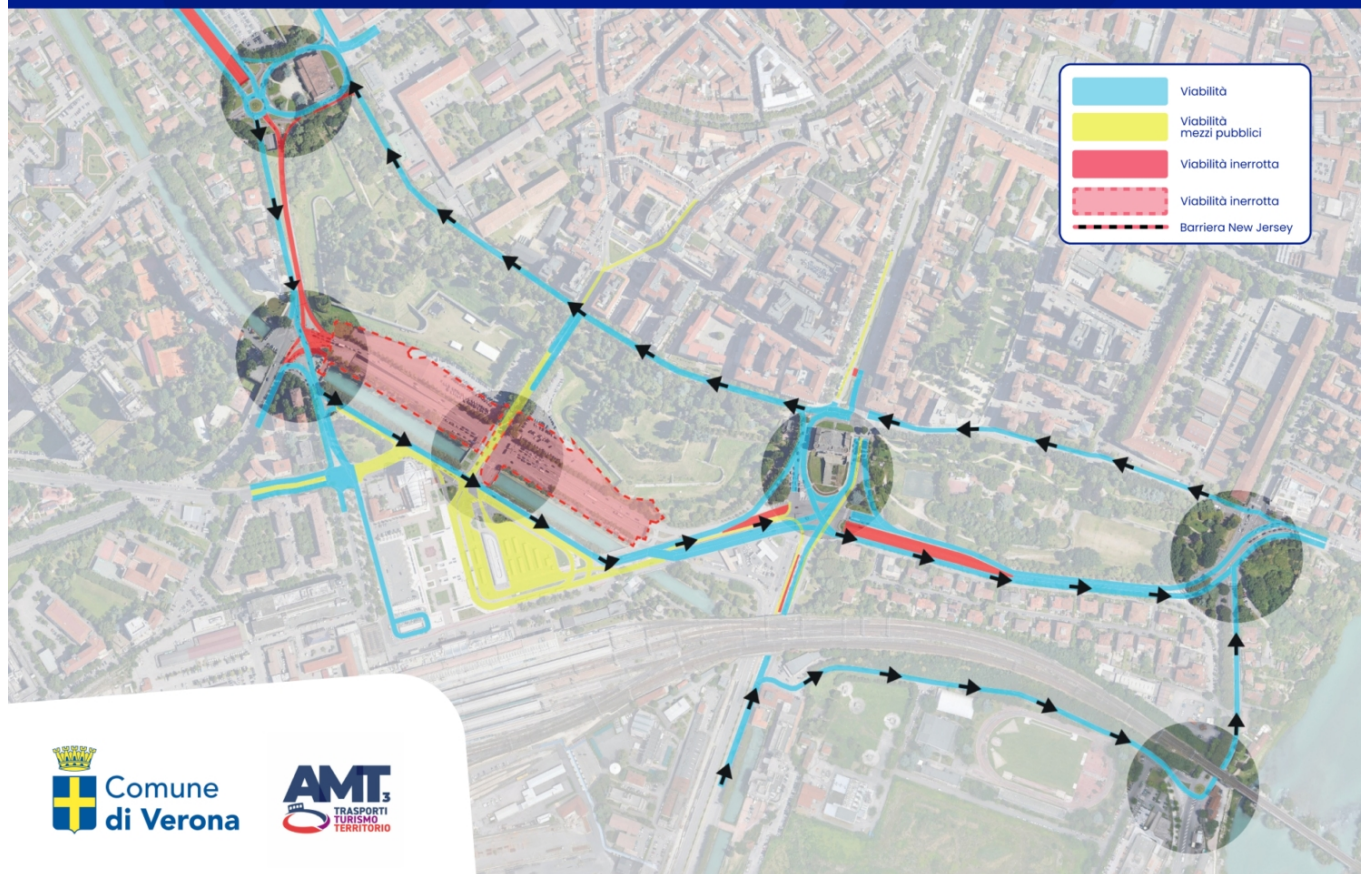 Viabilità
Viabilità
mezzi pubblici
Viabilità inerrotta
Viabilità inerrotta
Barriera New Jersey
Comune
di Verona
AMT3
TRASPORTI
TURISMO
TERRITORIO